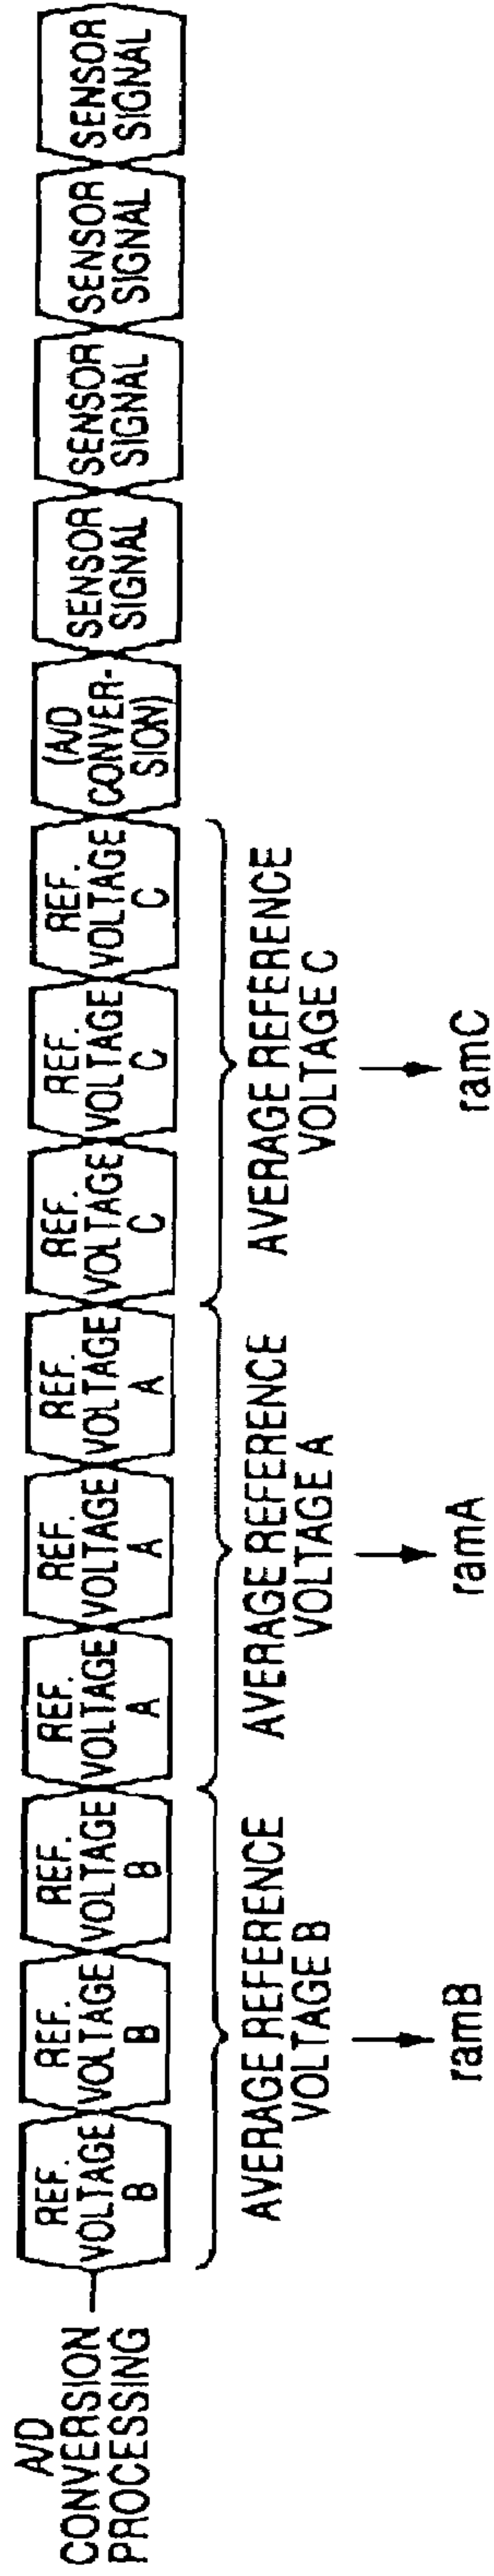 A/D
CONVERSION
PROCESSING
REF.
VOLTAGE
B
REF.
VOLTAGE
B
REF.
VOLTAGE
B
REF.
VOLTAGE
A
REF.
VOLTAGE
A
REF.
VOLTAGE
A
REF.
VOLTAGE
C
REF.
VOLTAGE
C
REF.
VOLTAGE
C
(A/D
CONVER-
SION)
SENSOR
SIGNAL
SENSOR
SIGNAL
SENSOR
SIGNAL
SENSOR
SIGNAL
AVERAGE REFERENCE
VOLTAGE B
AVERAGE REFERENCE
VOLTAGE A
AVERAGE REFERENCE
VOLTAGE C
ramB
ramA
ramC